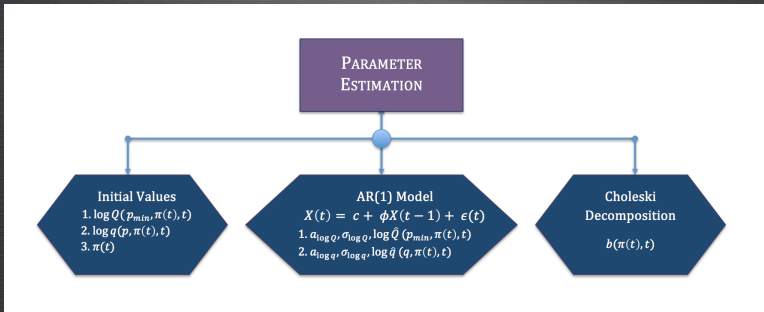 PARAMETER
ESTIMATION
Initial Values
1. log Q(p_min, π(t), t)
2. log q(p, π(t), t)
3. π(t)
AR(1) Model
X(t) = c + ϕX(t − 1) + ϵ(t)
1. a_log Q, σ_log Q, log Q̂ (p_min, π(t), t)
2. a_log q, σ_log q, log q̂ (q, π(t), t)
Choleski
Decomposition
b(π(t), t)